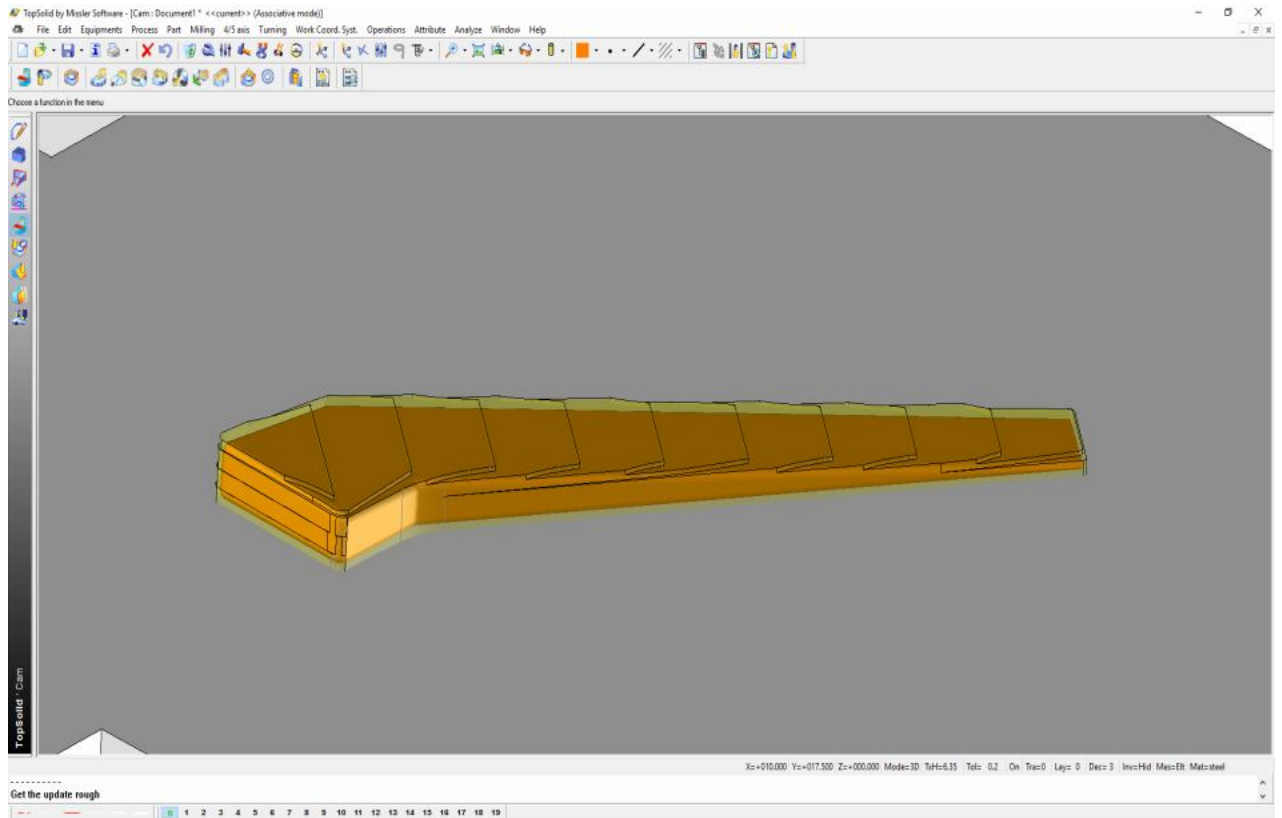 TopSolid by Missler Software - [Cam : Document1 * <<current>> (Associative mode)]
File Edit Equipments Process Part Milling 4/5 axis Turning Work Coord. Syst. Operations Attribute Analyze Window Help
Choose a function in the menu
TopSolid ' Cam
X=+010.000 Y=+017.500 Z=+000.000 Mode=3D TxH=6.35 Tol= 0.2 On Tra=0 Lay= 0 Dec= 3 Inv=Hid Mes=Elt Mat=steel
----------
Get the update rough
0 1 2 3 4 5 6 7 8 9 10 11 12 13 14 15 16 17 18 19